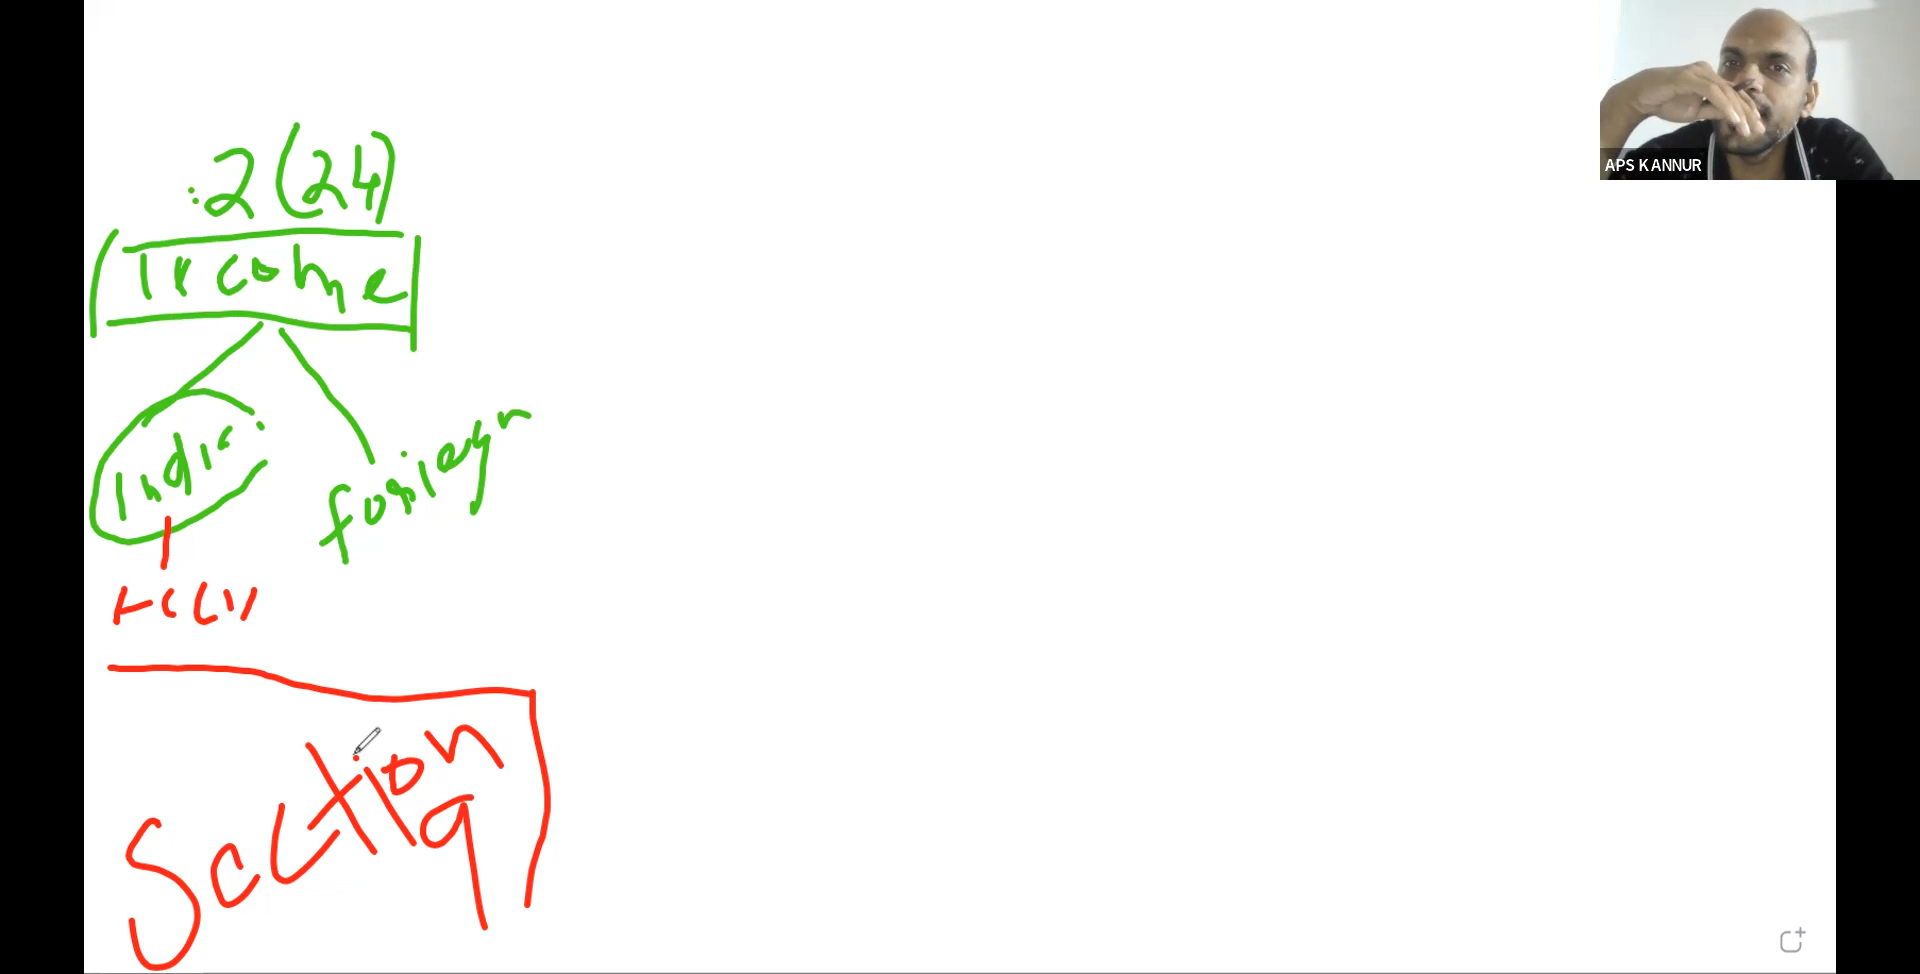 APS KANNUR
:2(24)
Income
India
foriegn
Section
9